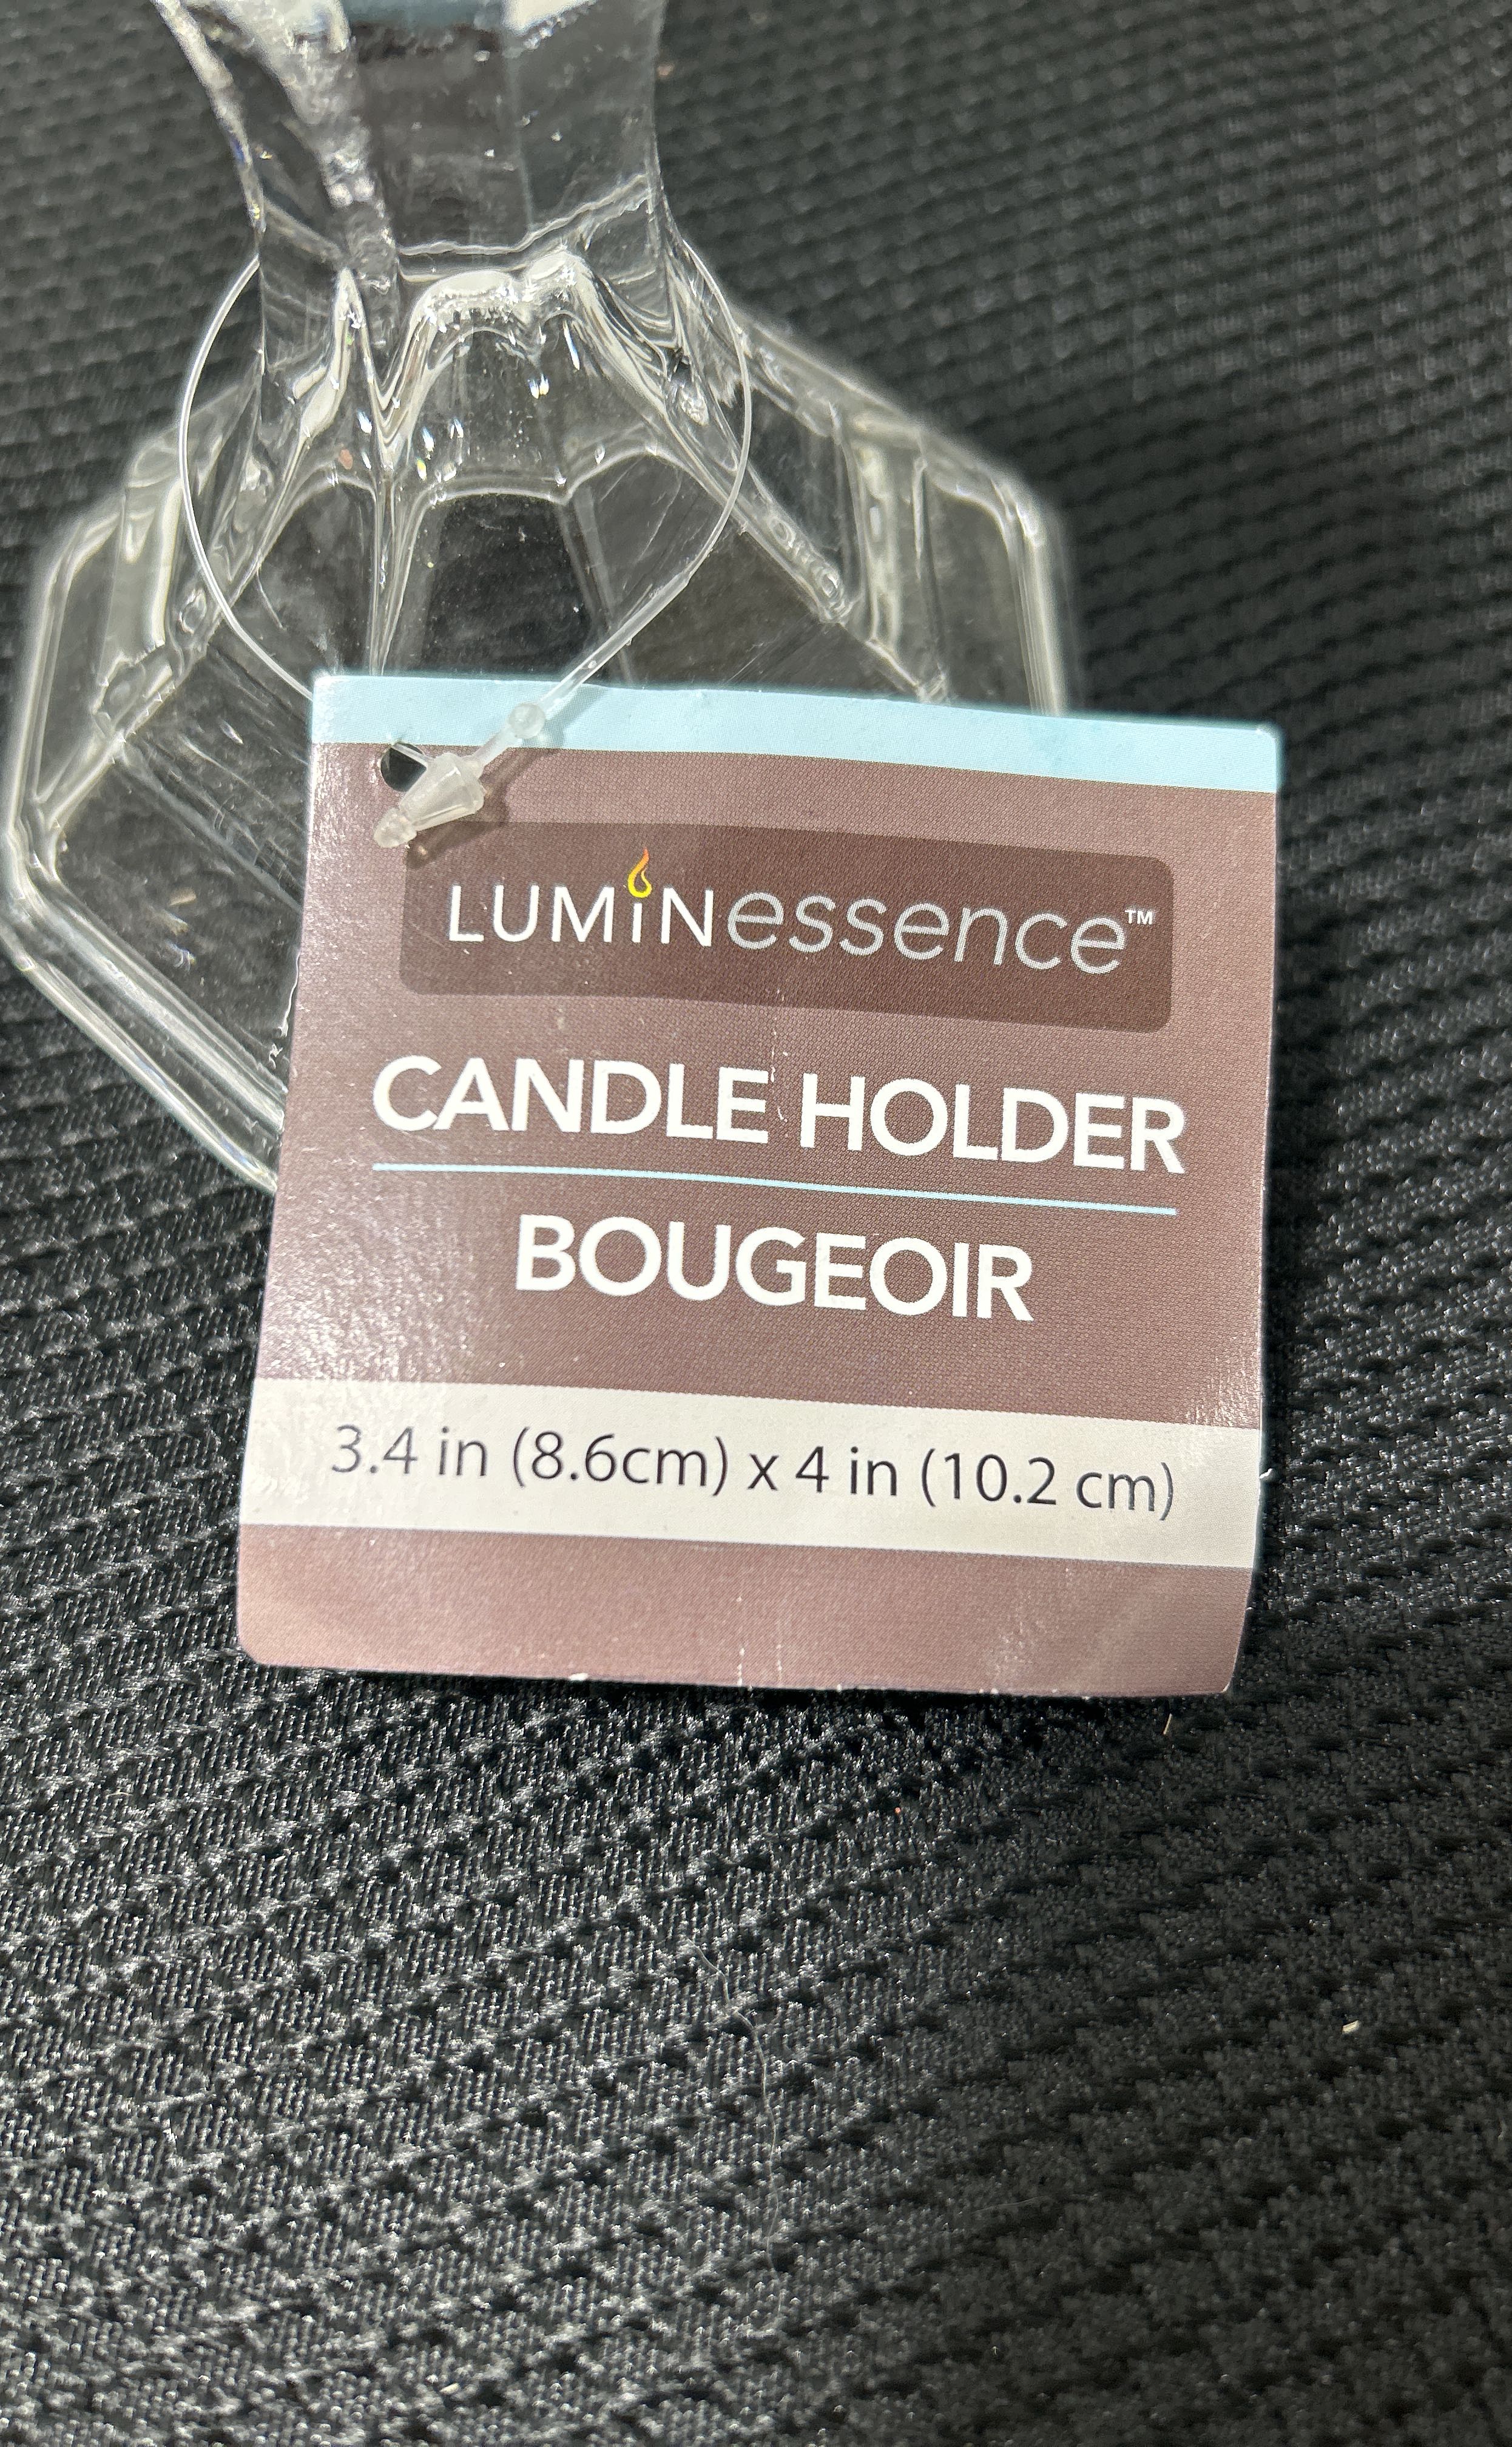 LUMiNessence™
CANDLE HOLDER
BOUGEOIR
3.4 in (8.6cm) x 4 in (10.2 cm)